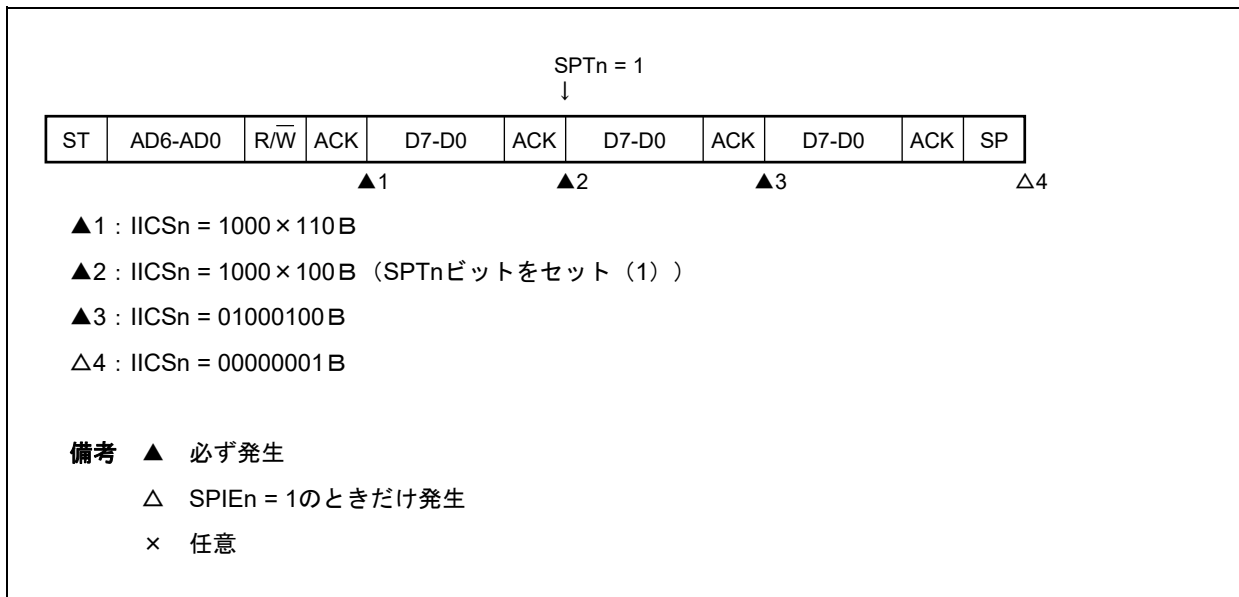 SPTn = 1
↓
ST AD6-AD0 R/W̅ ACK D7-D0 ACK D7-D0 ACK D7-D0 ACK SP
▲1 ▲2 ▲3 △4
▲1：IICSn = 1000×110B
▲2：IICSn = 1000×100B（SPTnビットをセット（1））
▲3：IICSn = 01000100B
△4：IICSn = 00000001B
備考 ▲ 必ず発生
△ SPIEn = 1のときだけ発生
× 任意